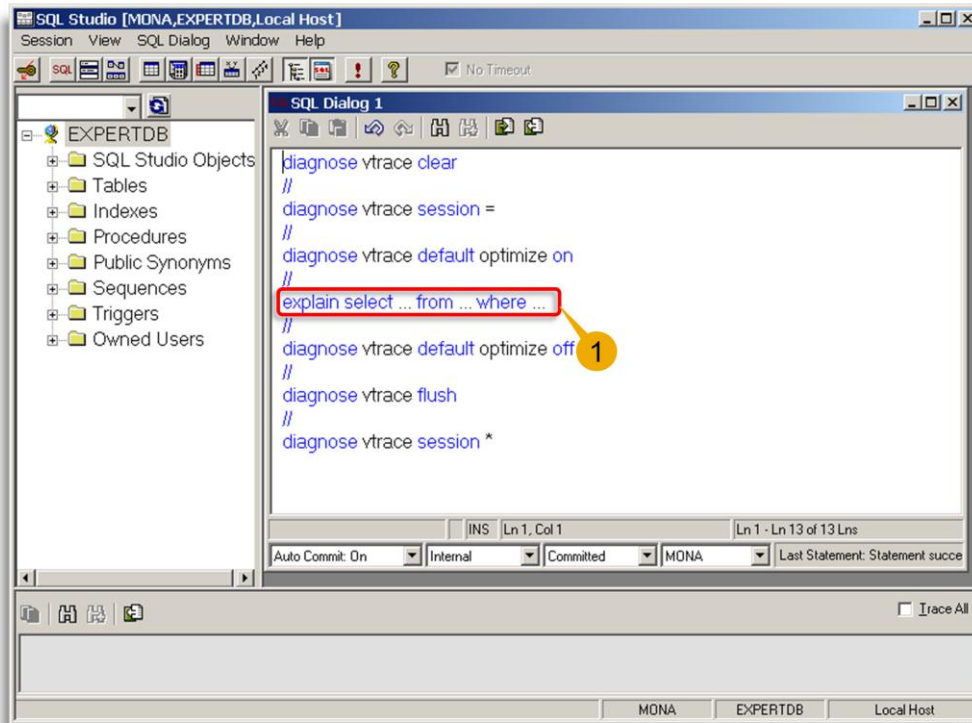 SQL Studio [MONA,EXPERTDB,Local Host]
Session View SQL Dialog Window Help
SQL
No Timeout
EXPERTDB
SQL Studio Objects
Tables
Indexes
Procedures
Public Synonyms
Sequences
Triggers
Owned Users
SQL Dialog 1
diagnose vtrace clear
//
diagnose vtrace session =
//
diagnose vtrace default optimize on
//
explain select ... from ... where ...
//
diagnose vtrace default optimize off
1
//
diagnose vtrace flush
//
diagnose vtrace session *
INS Ln 1, Col 1 Ln 1 - Ln 13 of 13 Lns
Auto Commit: On Internal Committed MONA Last Statement: Statement succe
Trace All
MONA EXPERTDB Local Host